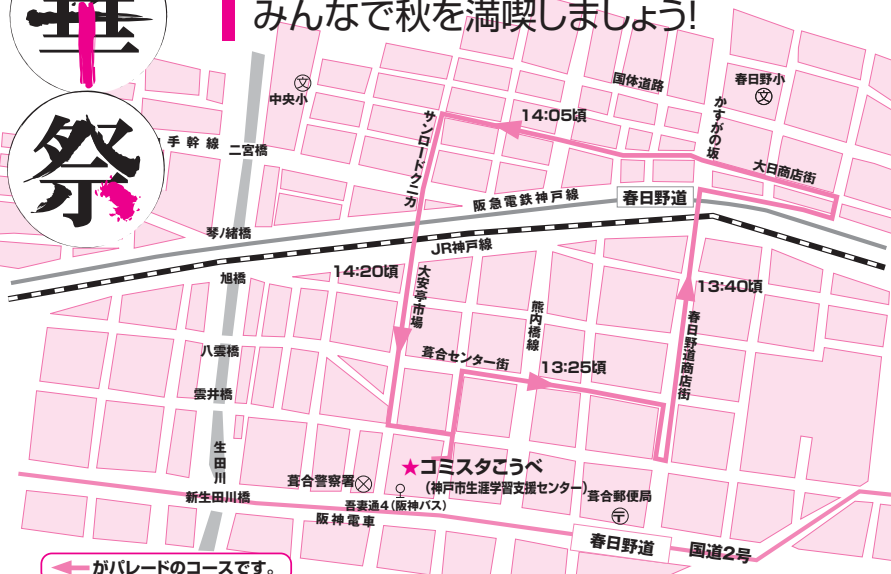 みんなで秋を満喫しましょう!
華
祭
中央小
国体道路
春日野小
かすがの坂
サンロードクニカ
14:05頃
手幹線
二宮橋
大日商店街
阪急電鉄神戸線
春日野道
琴ノ緒橋
JR神戸線
旭橋
14:20頃
大安亭市場
13:40頃
熊内橋線
春日野道商店街
八雲橋
葺合センター街
13:25頃
雲井橋
生田川
★コミスタこうべ
(神戸市生涯学習支援センター)
葺合警察署
新生田川橋
吾妻通4(阪神バス)
葺合郵便局
〒
阪神電車
春日野道
国道2号
がパレードのコースです。